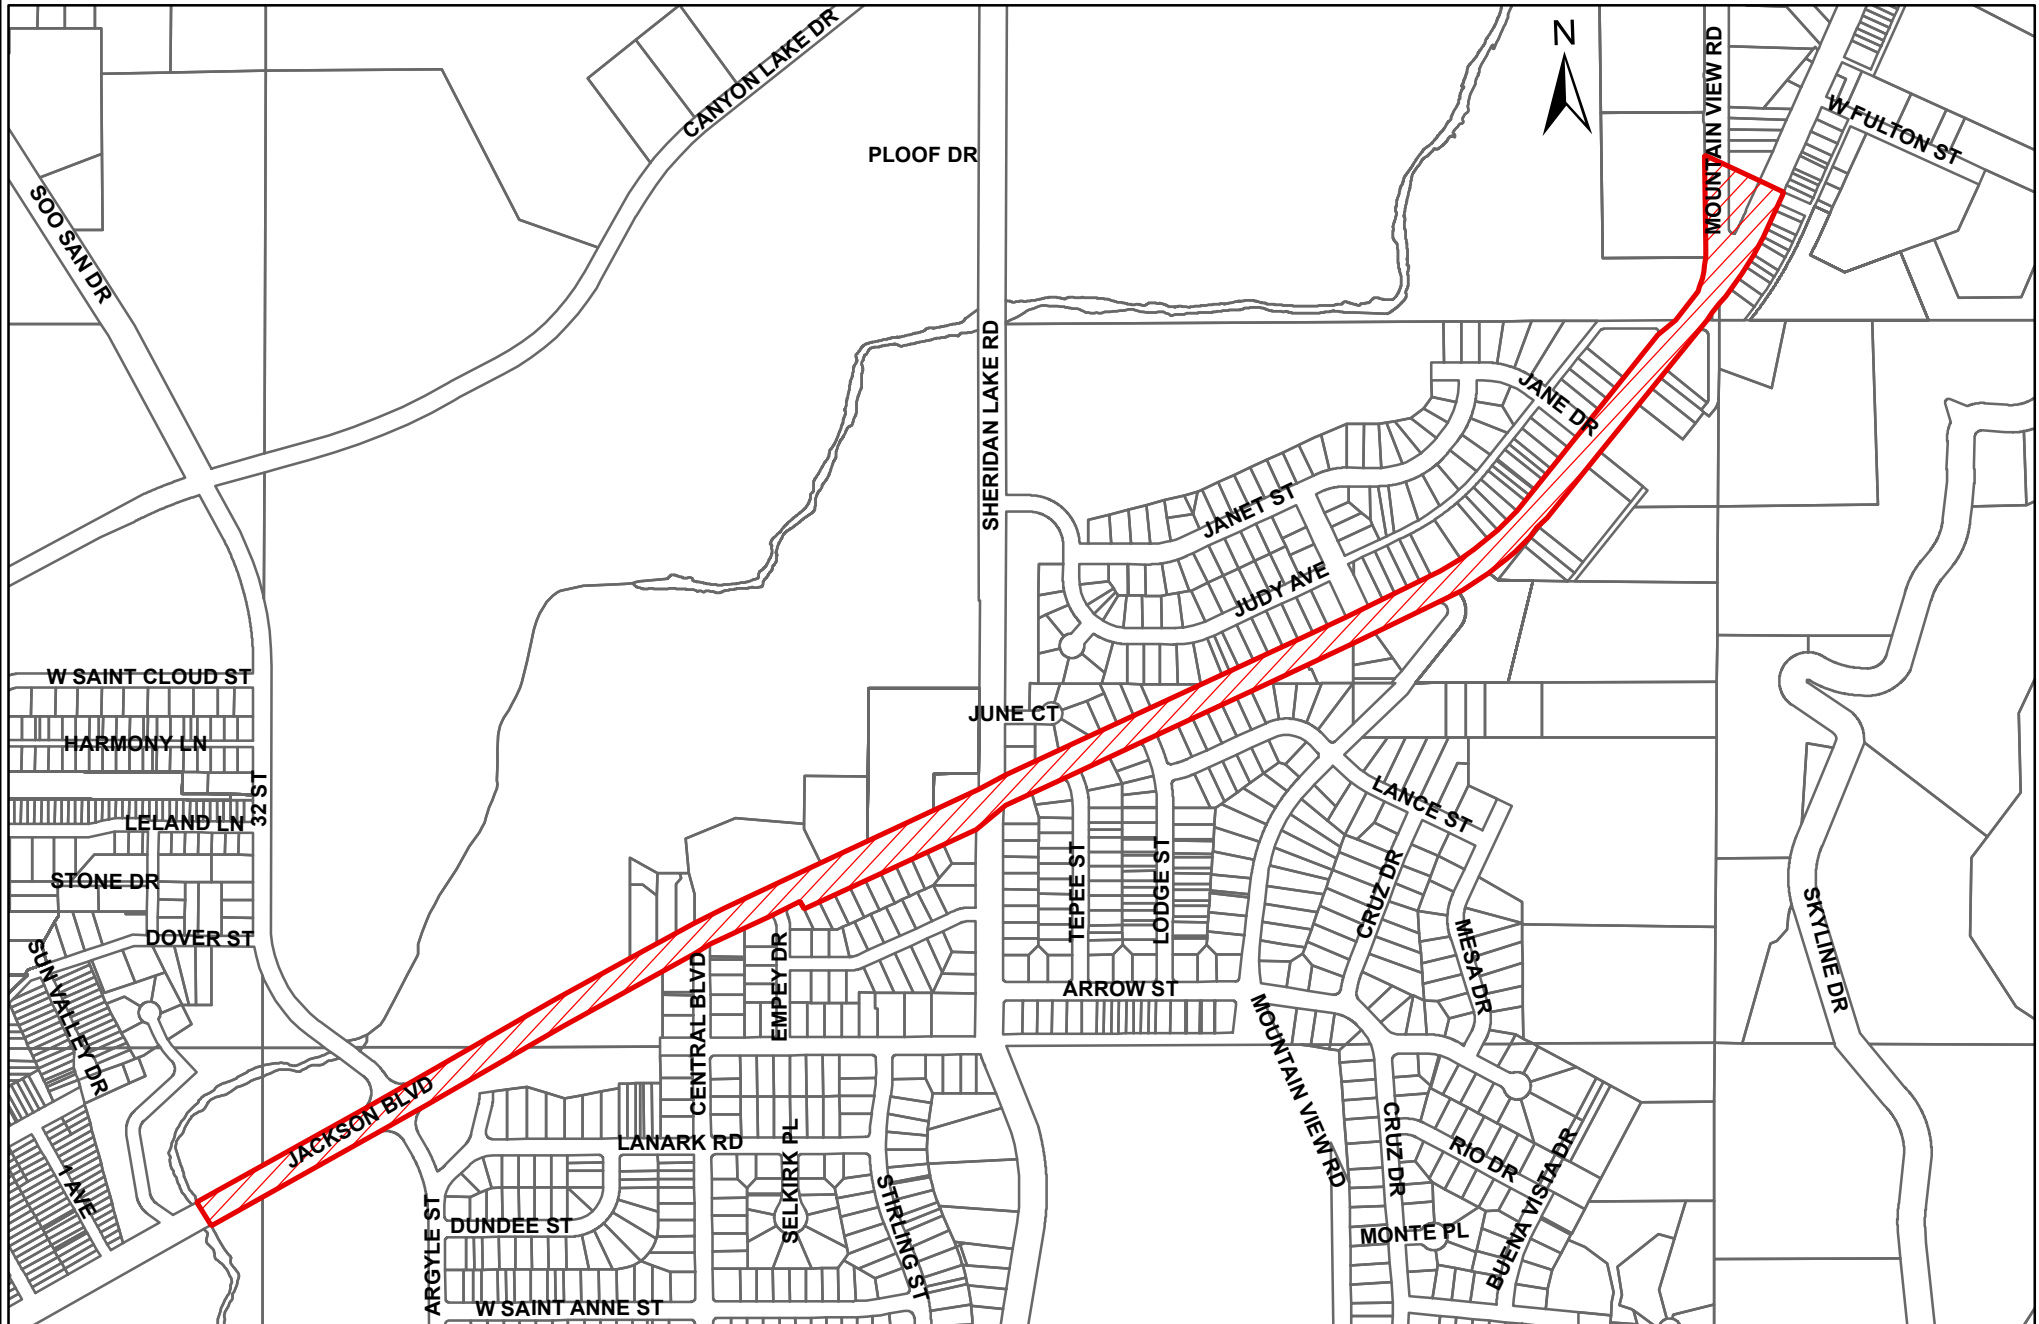 N
CANYON LAKE DR
MOUNTAIN VIEW RD
W FULTON ST
PLOOF DR
SOO SAN DR
SHERIDAN LAKE RD
JANE DR
JANET ST
JUDY AVE
W SAINT CLOUD ST
JUNE CT
HARMONY LN
32 ST
LELAND LN
LANCE ST
STONE DR
TEPEE ST
LODGE ST
CRUZ DR
SKYLINE DR
DOVER ST
SUN VALLEY DR
CENTRAL BLVD
EMPEY DR
MESA DR
ARROW ST
MOUNTAIN VIEW RD
JACKSON BLVD
LANARK RD
SELKIRK PL
CRUZ DR
RIO DR
1 AVE
ARGYLE ST
DUNDEE ST
STIRLING ST
MONTE PL
BUENA VISTA DR
W SAINT ANNE ST